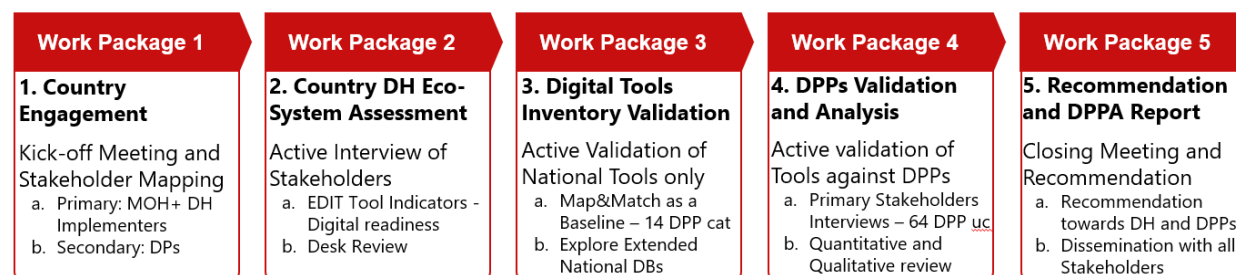 Work Package 1
1. Country
Engagement
Kick-off Meeting and
Stakeholder Mapping
a. Primary: MOH+ DH
Implementers
b. Secondary: DPs
Work Package 2
2. Country DH Eco-
System Assessment
Active Interview of
Stakeholders
a. EDIT Tool Indicators -
Digital readiness
b. Desk Review
Work Package 3
3. Digital Tools
Inventory Validation
Active Validation of
National Tools only
a. Map&Match as a
Baseline – 14 DPP cat
b. Explore Extended
National DBs
Work Package 4
4. DPPs Validation
and Analysis
Active validation of
Tools against DPPs
a. Primary Stakeholders
Interviews – 64 DPP uc
b. Quantitative and
Qualitative review
Work Package 5
5. Recommendation
and DPPA Report
Closing Meeting and
Recommendation
a. Recommendation
towards DH and DPPs
b. Dissemination with all
Stakeholders